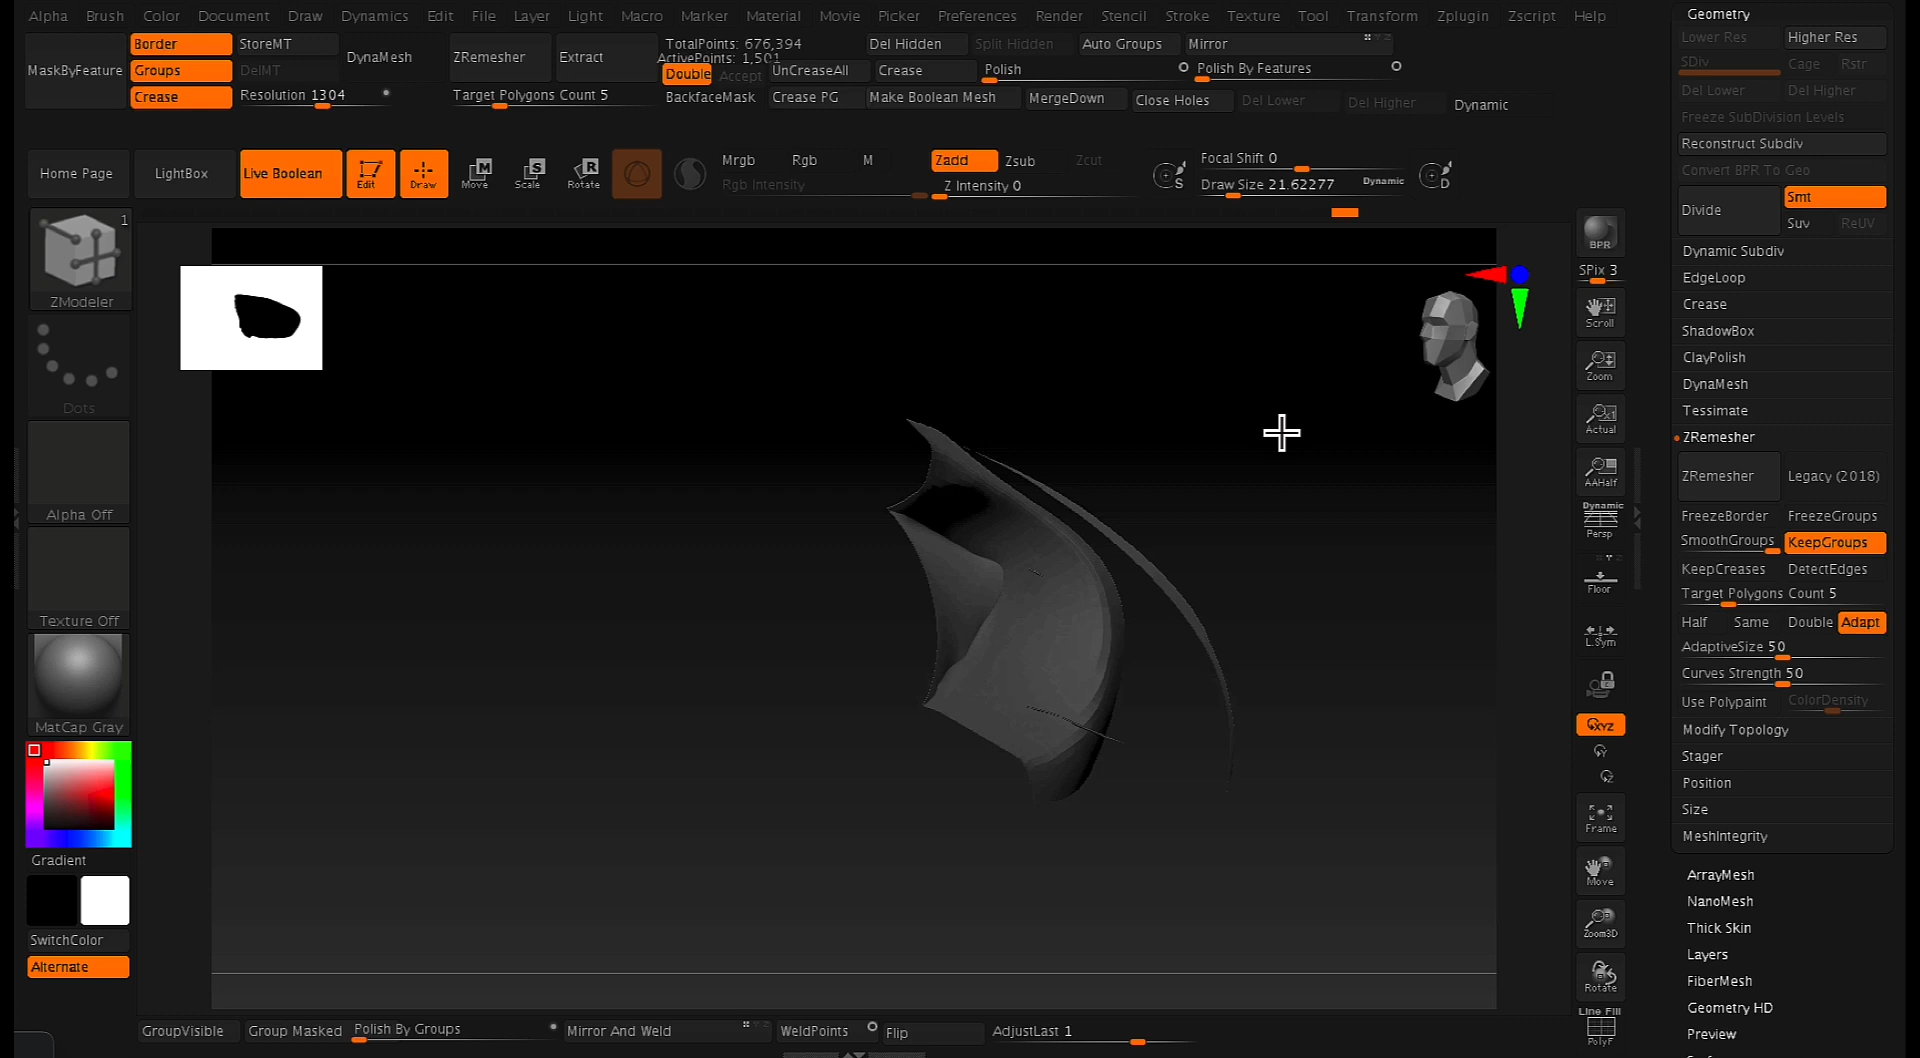 Alpha Brush Color Document Draw Dynamics Edit File Layer Light Macro Marker Material Movie Picker Preferences Render Stencil Stroke Texture Tool Transform Zplugin Zscript Help
MaskByFeature
Border
Groups
Crease
StoreMT
DelMT
Resolution 1304
DynaMesh
ZRemesher
Extract
Target Polygons Count 5
TotalPoints: 676,394
ActivePoints: 1,501
Double Accept
BackfaceMask
Del Hidden Split Hidden Auto Groups Mirror
UnCreaseAll Crease Polish Polish By Features
Crease PG Make Boolean Mesh MergeDown Close Holes Del Lower Del Higher Dynamic
Home Page
LightBox
Live Boolean
Edit
Draw
M
Move
S
Scale
R
Rotate
Mrgb Rgb M
Rgb Intensity
Zadd Zsub Zcut
Z Intensity 0
S
Focal Shift 0
Draw Size 21.62277 Dynamic
D
1
ZModeler
Dots
Alpha Off
Texture Off
MatCap Gray
Gradient
SwitchColor
Alternate
BPR
SPix 3
Scroll
Zoom
Actual
AAHalf
Dynamic
Persp
Floor
L.Sym
XYZ
Y
Z
Frame
Move
Zoom3D
Rotate
Line Fill
PolyF
Geometry
Lower Res Higher Res
SDiv Cage Rstr
Del Lower Del Higher
Freeze SubDivision Levels
Reconstruct Subdiv
Convert BPR To Geo
Divide
Smt
Suv ReUV
Dynamic Subdiv
EdgeLoop
Crease
ShadowBox
ClayPolish
DynaMesh
Tessimate
ZRemesher
ZRemesher Legacy (2018)
FreezeBorder FreezeGroups
SmoothGroups KeepGroups
KeepCreases DetectEdges
Target Polygons Count 5
Half Same Double Adapt
AdaptiveSize 50
Curves Strength 50
Use Polypaint ColorDensity
Modify Topology
Stager
Position
Size
MeshIntegrity
ArrayMesh
NanoMesh
Thick Skin
Layers
FiberMesh
Geometry HD
Preview
GroupVisible Group Masked Polish By Groups Mirror And Weld WeldPoints Flip AdjustLast 1